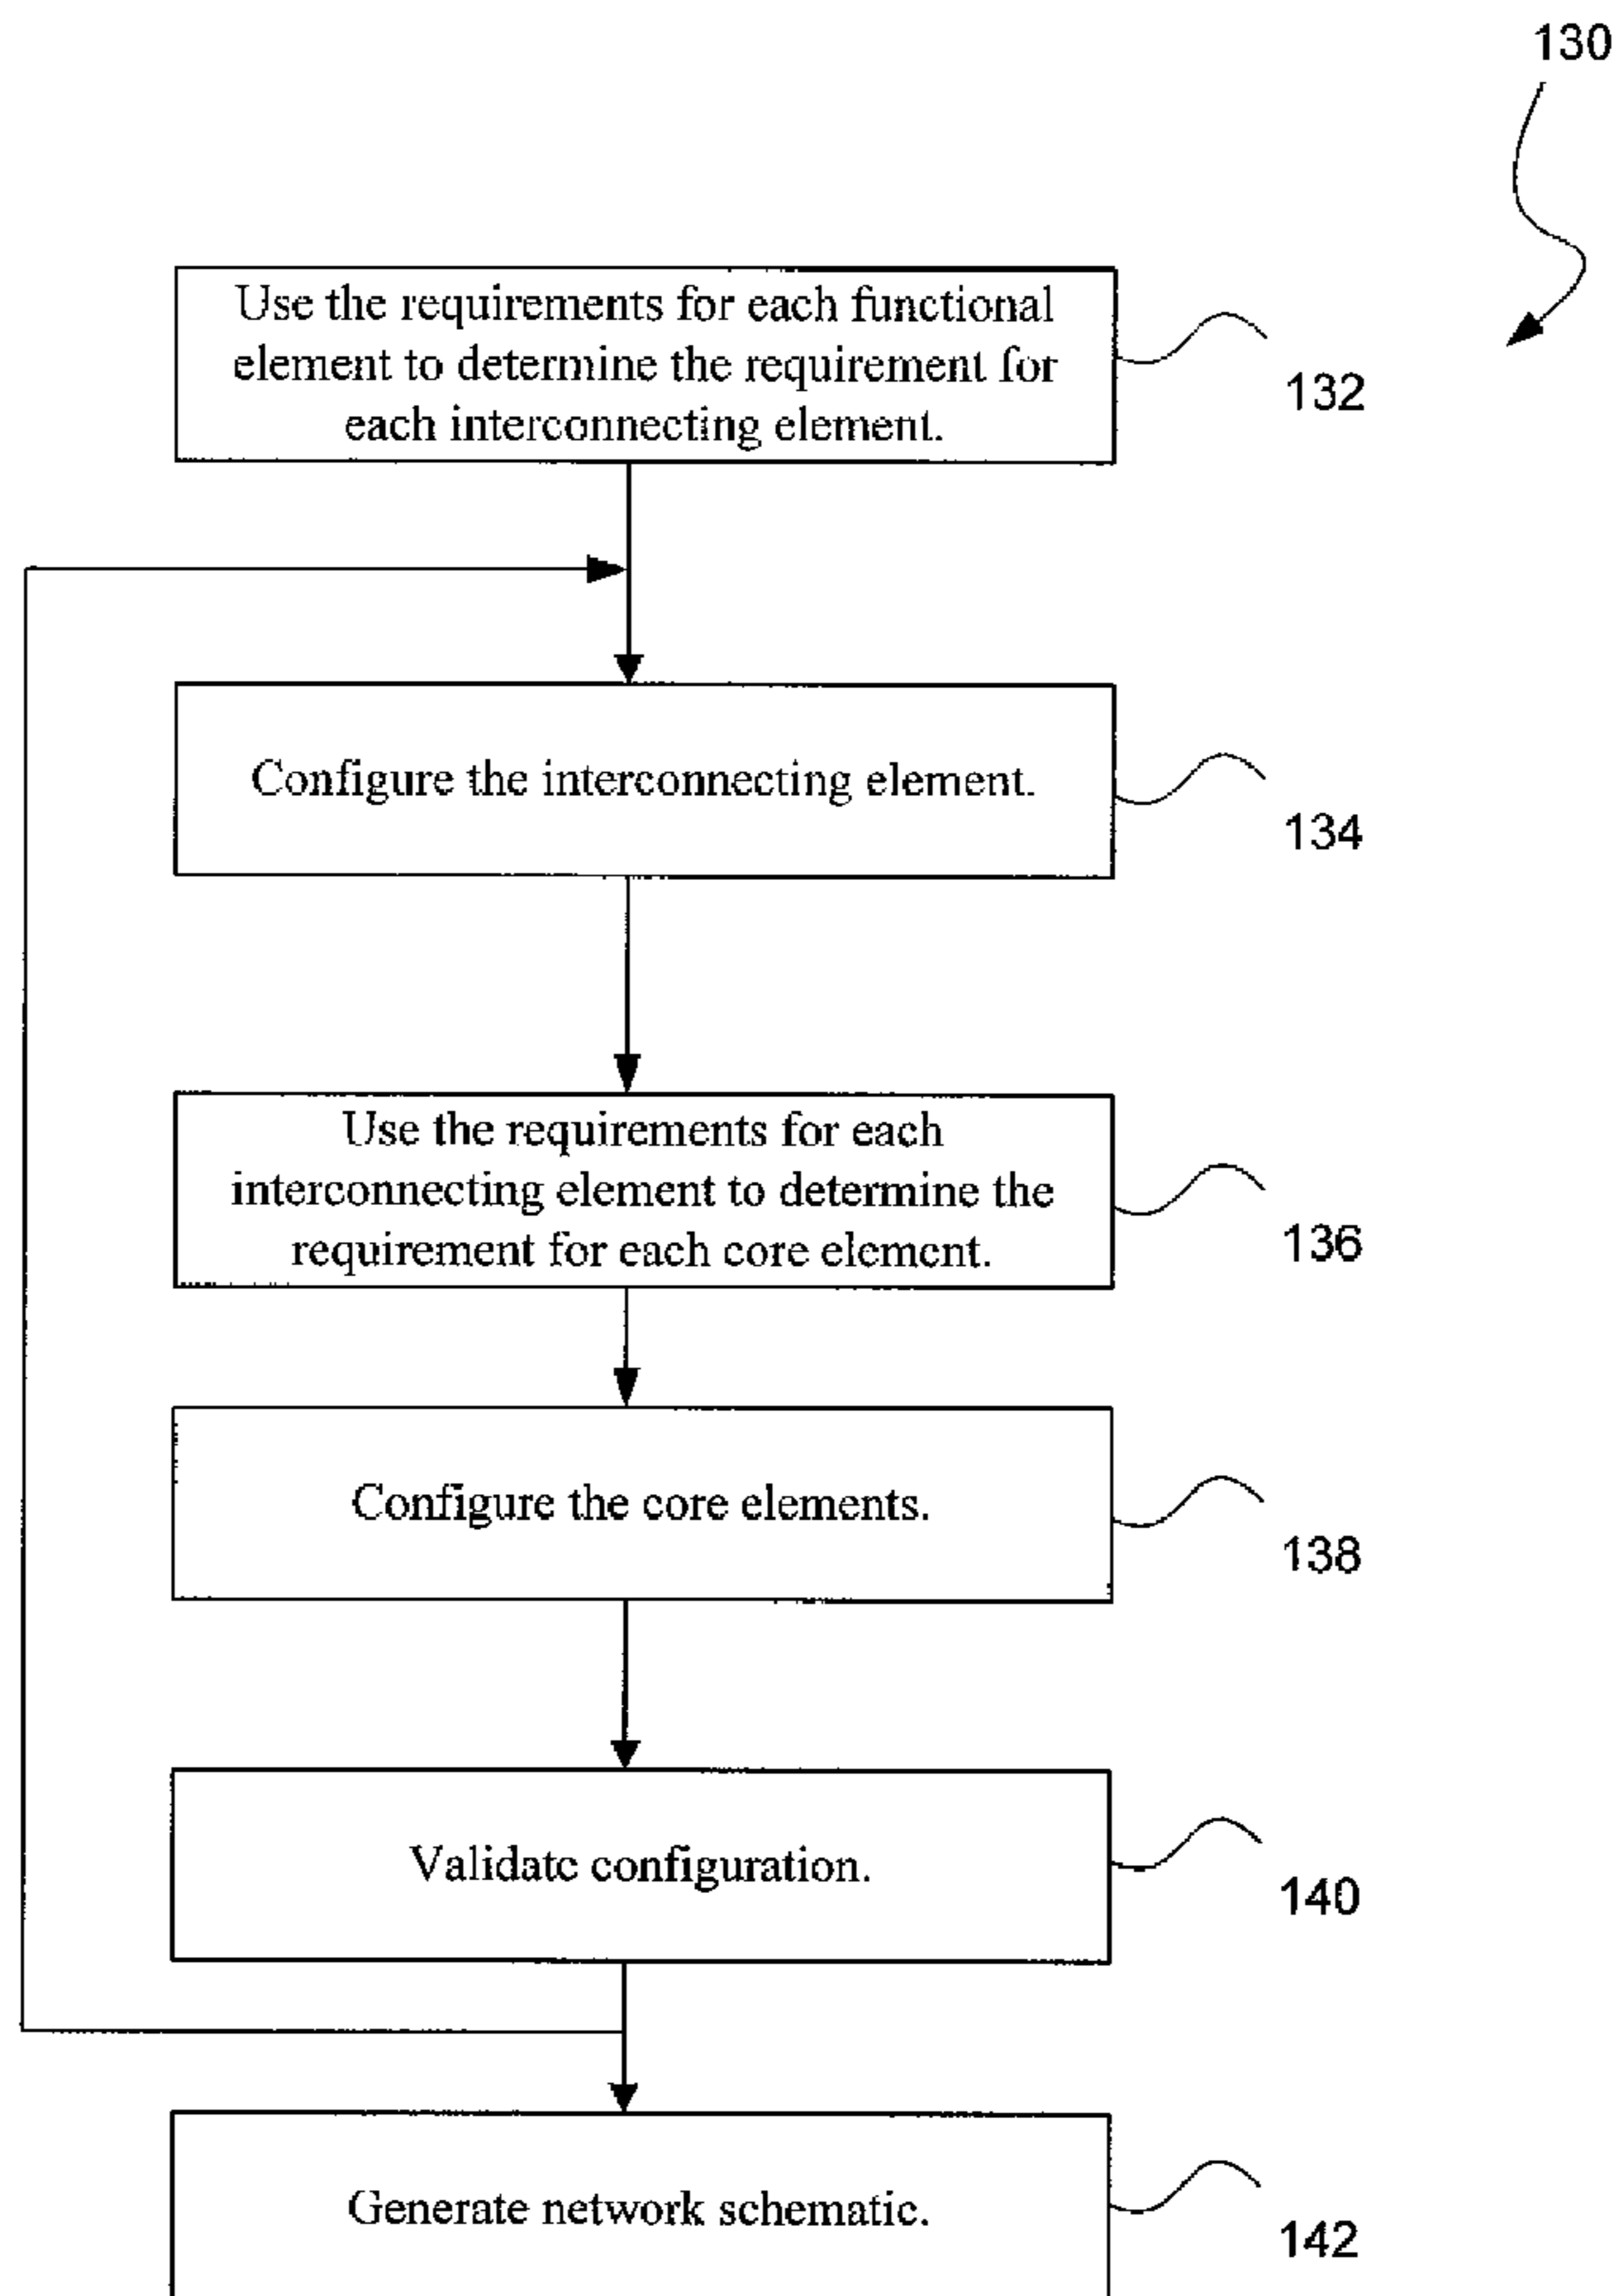 130
Use the requirements for each functional
element to determine the requirement for
each interconnecting element.
132
Configure the interconnecting element.
134
Use the requirements for each
interconnecting element to determine the
requirement for each core element.
136
Configure the core elements.
138
Validate configuration.
140
Generate network schematic.
142